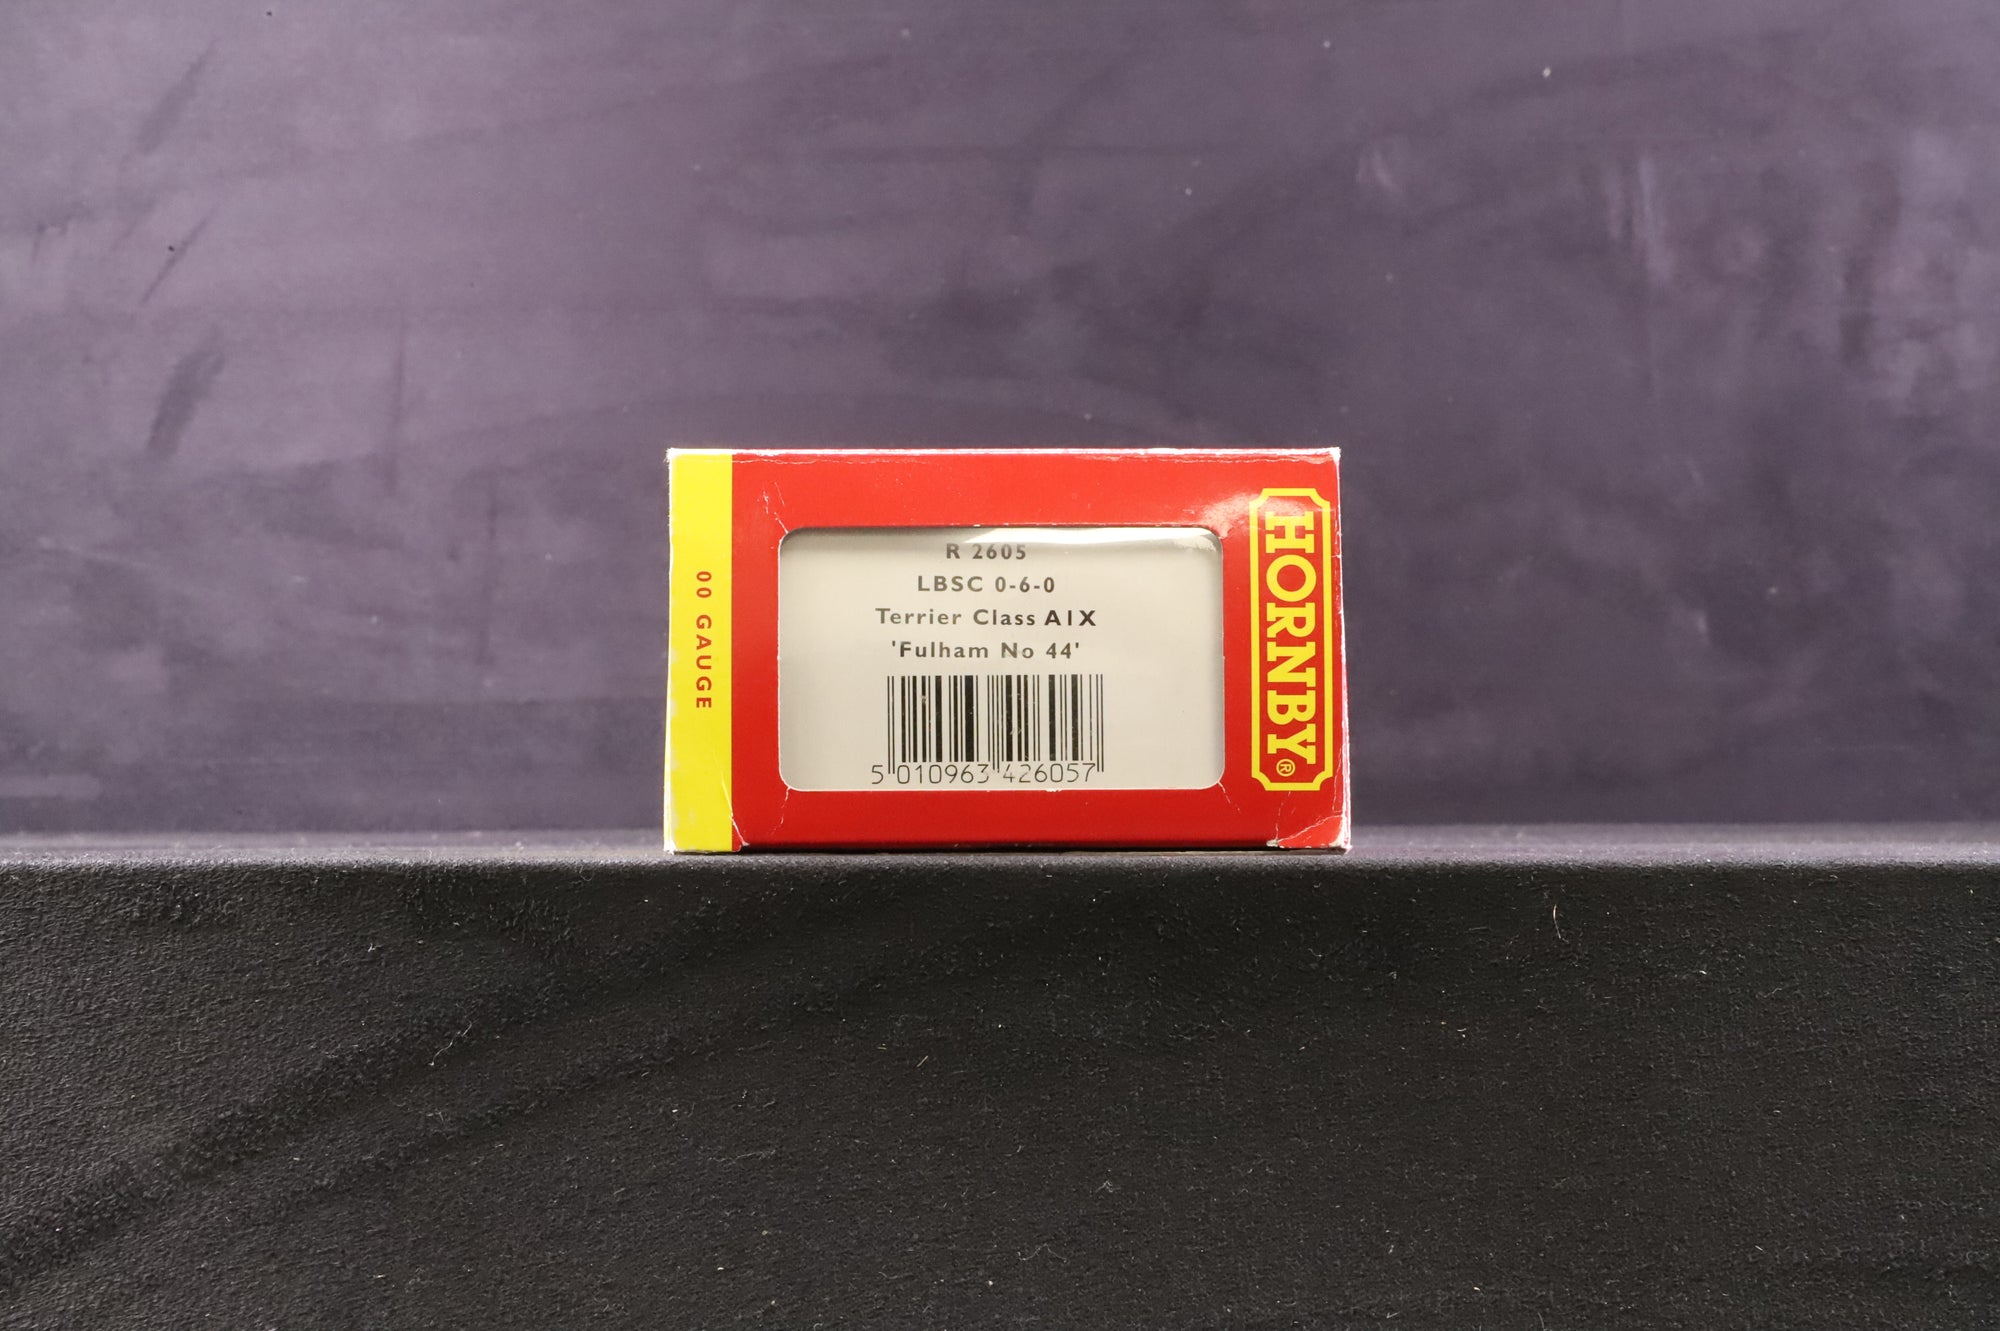 00 GAUGE
R 2605
LBSC 0-6-0
Terrier Class A1X
'Fulham No 44'
5 010963 426057
HORNBY®